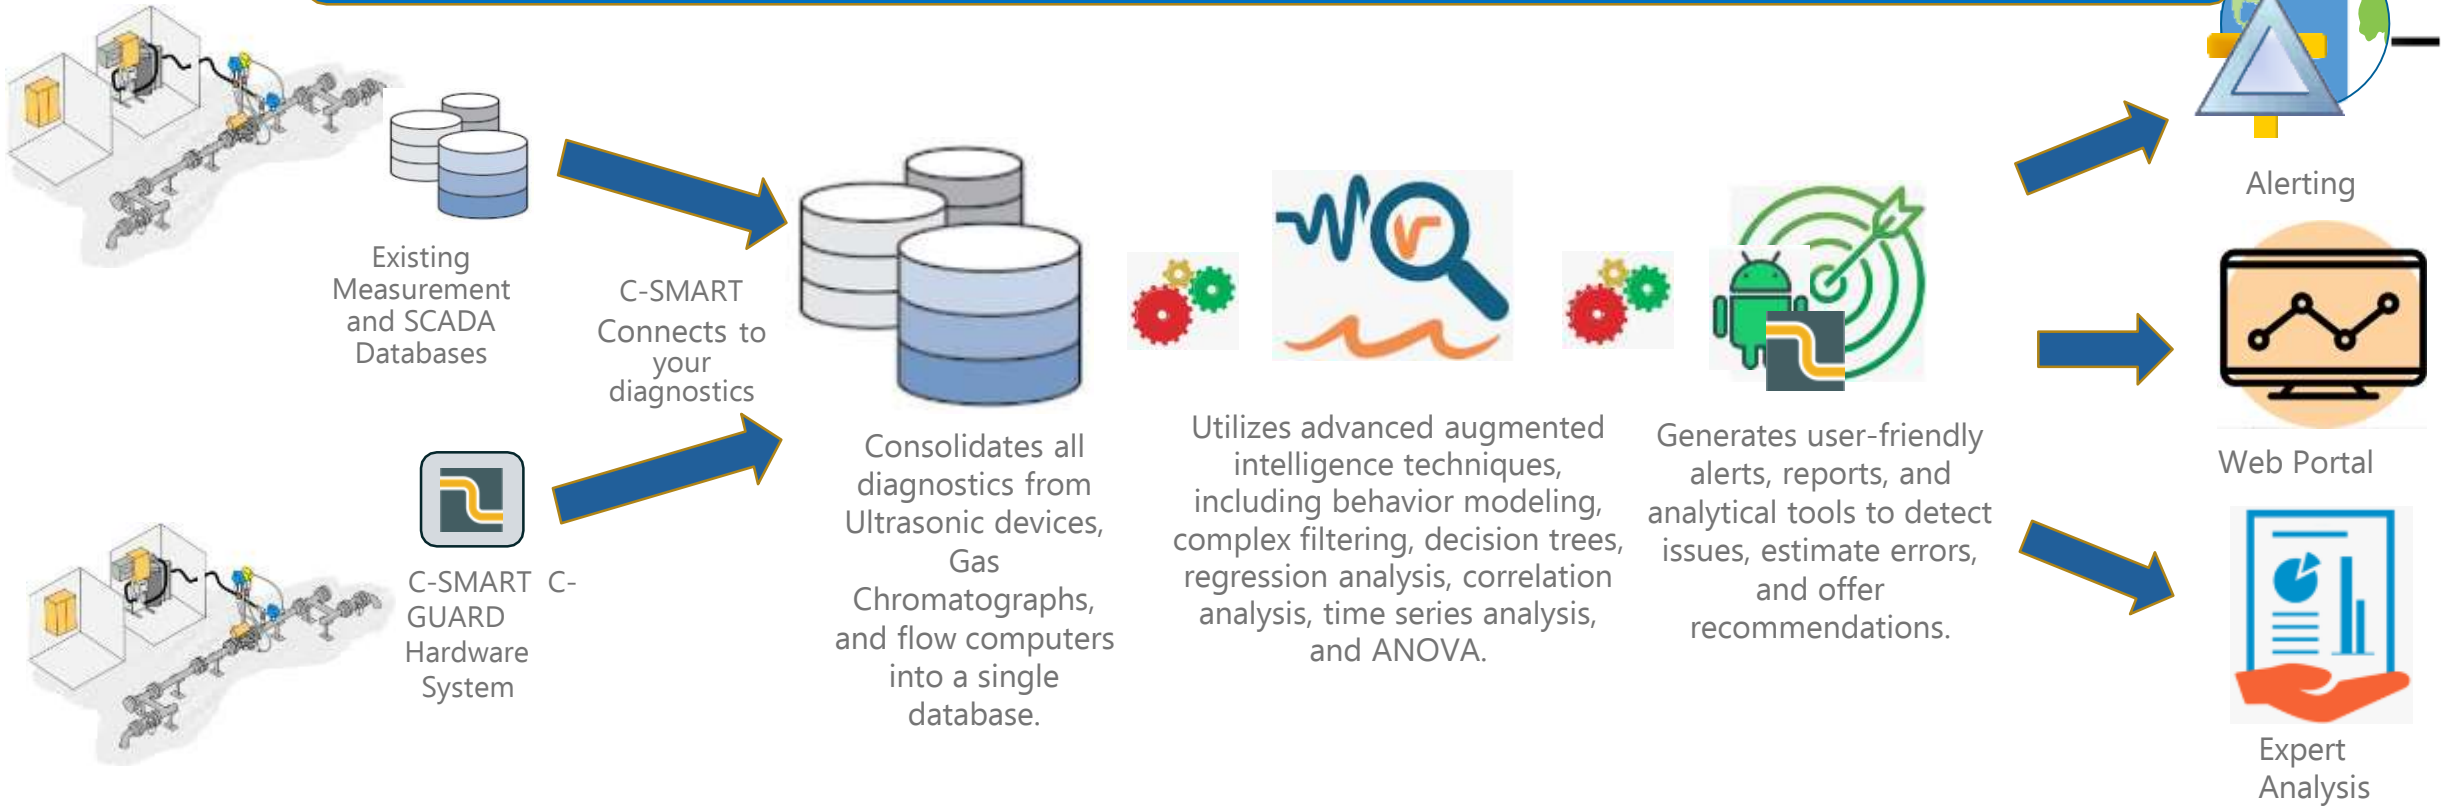 Existing
Measurement
and SCADA
Databases
C-SMART
Connects to
your
diagnostics
C-SMART C-
GUARD
Hardware
System
Consolidates all
diagnostics from
Ultrasonic devices,
Gas
Chromatographs,
and flow computers
into a single
database.
Utilizes advanced augmented
intelligence techniques,
including behavior modeling,
complex filtering, decision trees,
regression analysis, correlation
analysis, time series analysis,
and ANOVA.
Generates user-friendly
alerts, reports, and
analytical tools to detect
issues, estimate errors,
and offer
recommendations.
Alerting
Web Portal
Expert
Analysis